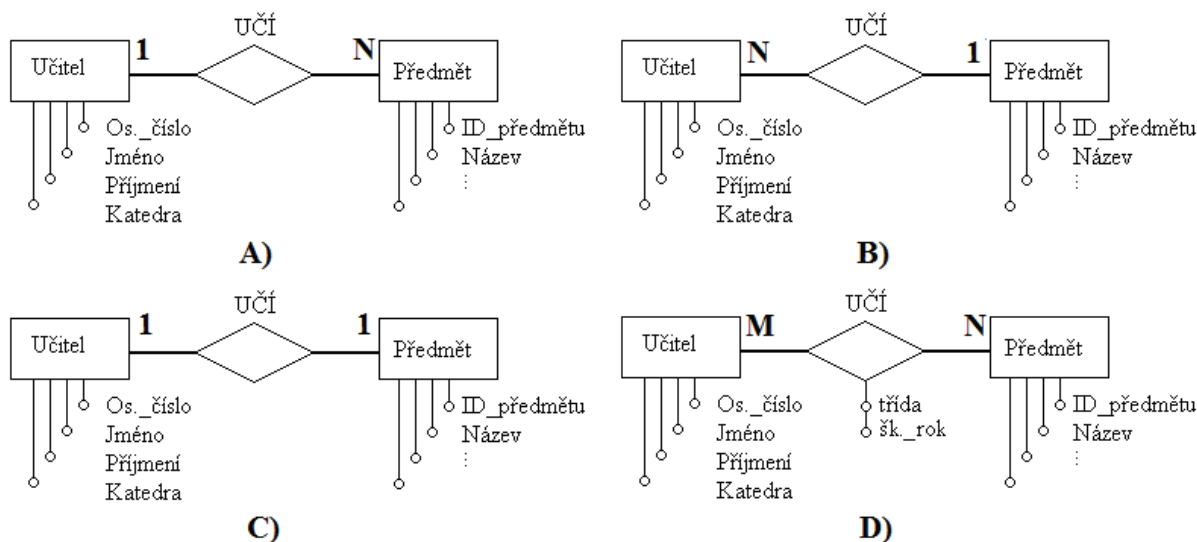 UČÍ
Učitel 1 N Předmět
Os._číslo
Jméno
Příjmení
Katedra
ID_předmětu
Název
⋮
A)
UČÍ
Učitel N 1 Předmět
Os._číslo
Jméno
Příjmení
Katedra
ID_předmětu
Název
⋮
B)
UČÍ
Učitel 1 1 Předmět
Os._číslo
Jméno
Příjmení
Katedra
ID_předmětu
Název
⋮
C)
UČÍ
Učitel M N Předmět
Os._číslo
Jméno
Příjmení
Katedra
třída
šk._rok
ID_předmětu
Název
⋮
D)